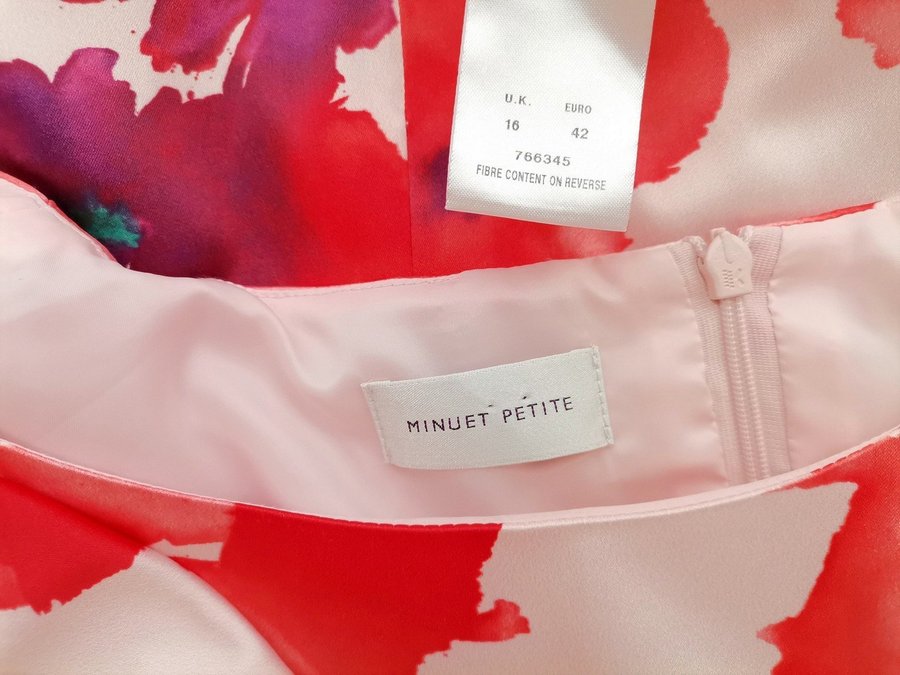 U.K. EURO
16 42
766345
FIBRE CONTENT ON REVERSE
MINUET PETITE